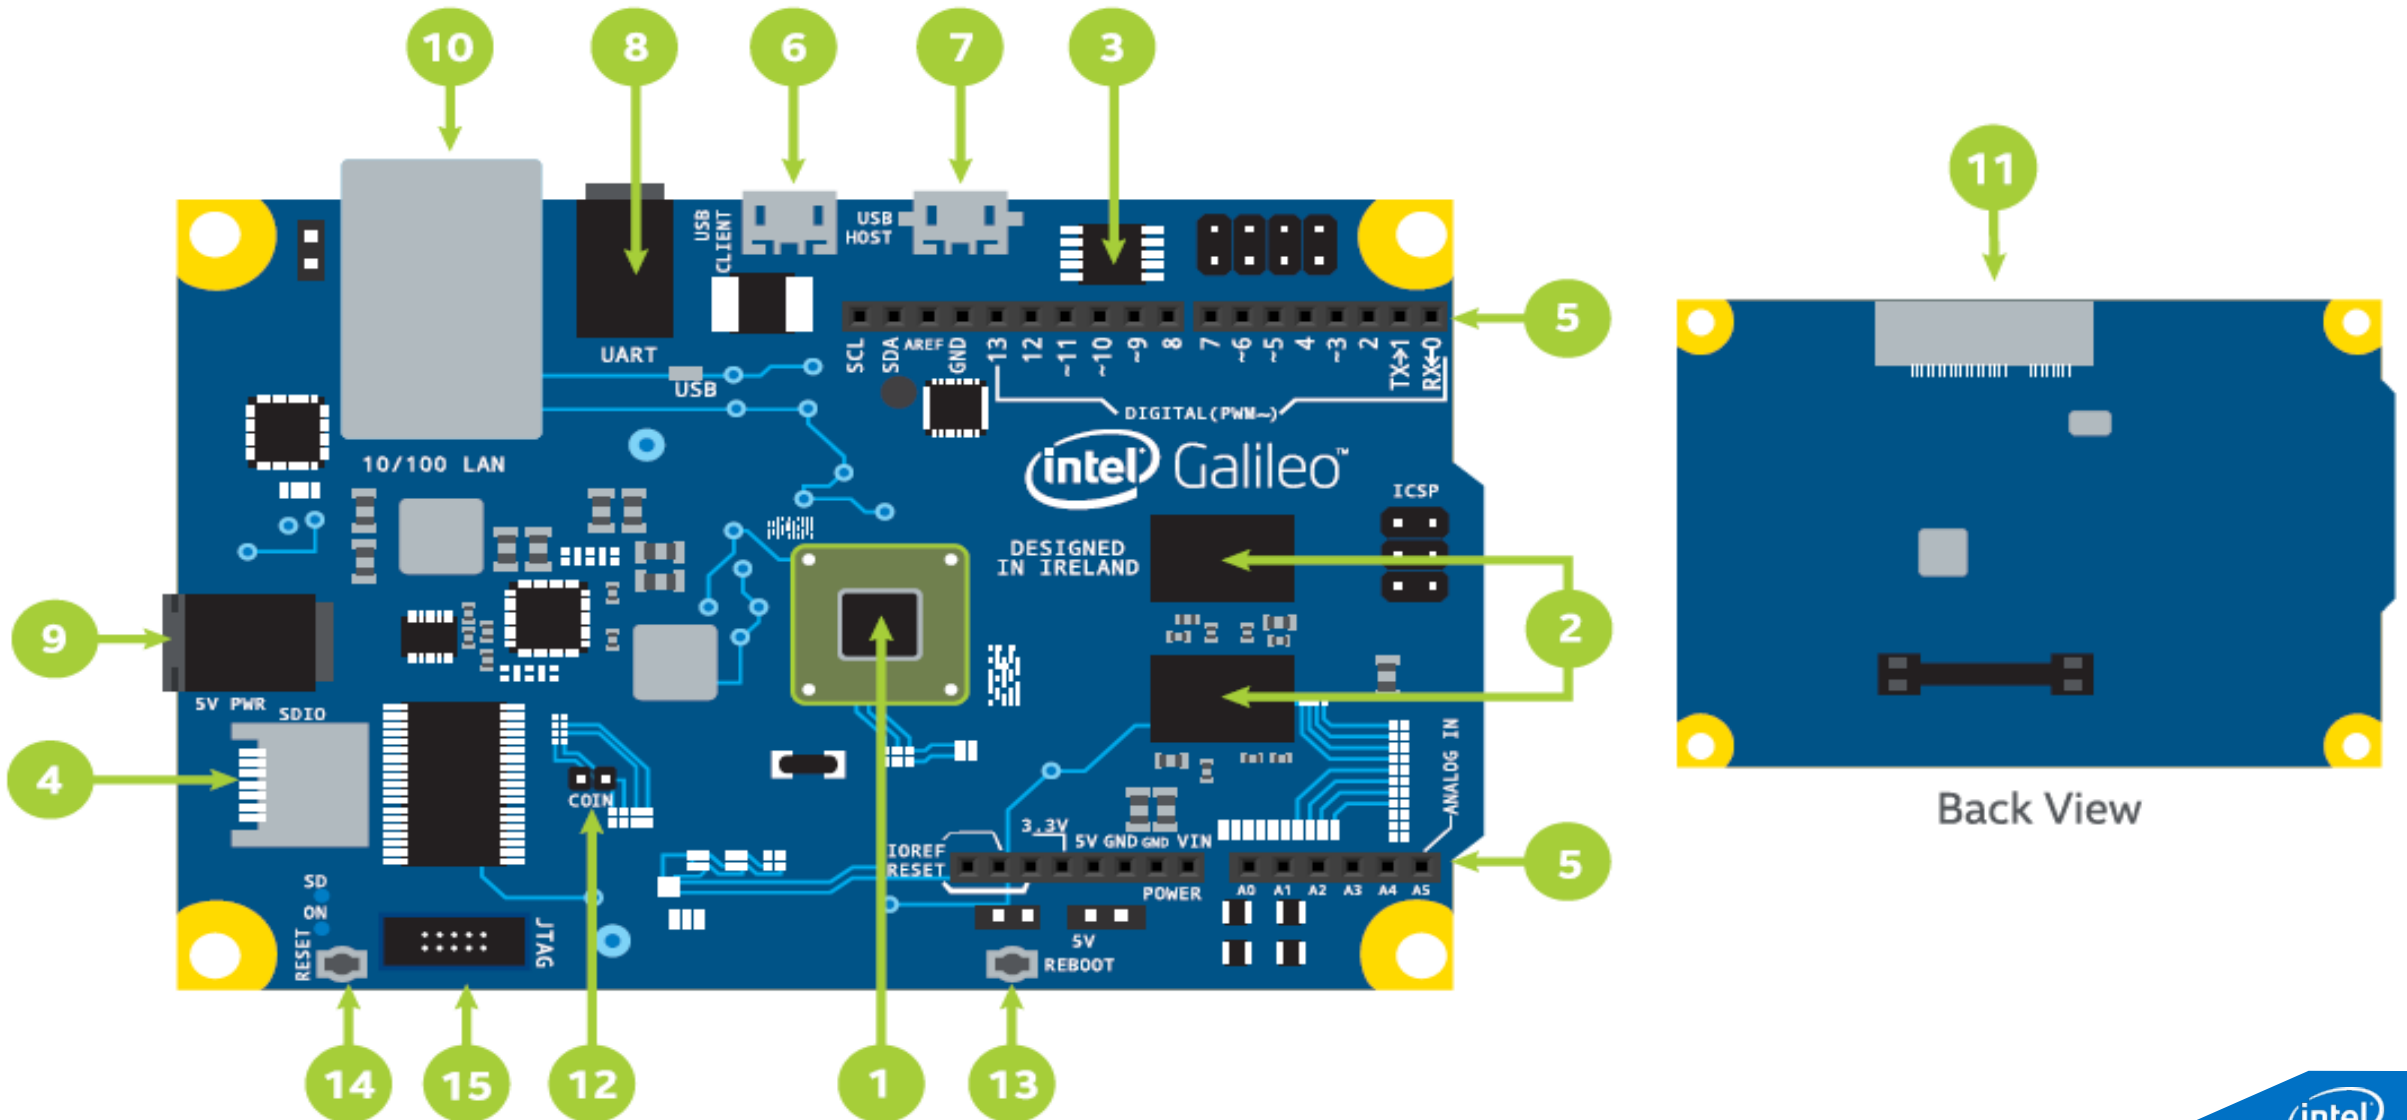 10
8
6
7
3
11
USB
CLIENT
USB
HOST
5
UART
USB
SCL
SDA
AREF
GND
13
12
~11
~10
~9
8
7
~6
~5
4
~3
2
TX→1
RX←0
DIGITAL(PWM~)
10/100 LAN
intel Galileo™
ICSP
DESIGNED
IN IRELAND
2
9
1
5V PWR
SDIO
4
COIN
ANALOG IN
Back View
3.3V
5V GND GND VIN
IOREF
RESET
5
POWER
A0 A1 A2 A3 A4 A5
SD
ON
RESET
JTAG
5V
REBOOT
14
15
12
1
13
intel